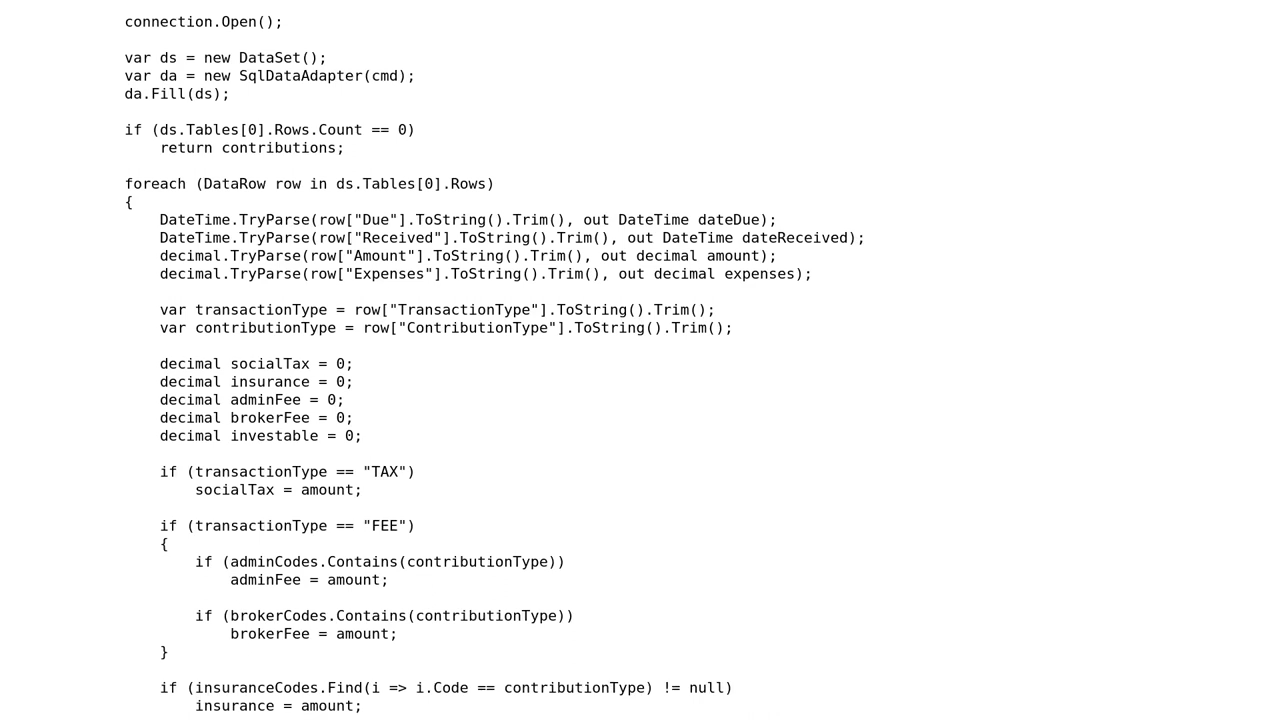 connection.Open();

var ds = new DataSet();
var da = new SqlDataAdapter(cmd);
da.Fill(ds);

if (ds.Tables[0].Rows.Count == 0)
    return contributions;

foreach (DataRow row in ds.Tables[0].Rows)
{
    DateTime.TryParse(row["Due"].ToString().Trim(), out DateTime dateDue);
    DateTime.TryParse(row["Received"].ToString().Trim(), out DateTime dateReceived);
    decimal.TryParse(row["Amount"].ToString().Trim(), out decimal amount);
    decimal.TryParse(row["Expenses"].ToString().Trim(), out decimal expenses);

    var transactionType = row["TransactionType"].ToString().Trim();
    var contributionType = row["ContributionType"].ToString().Trim();

    decimal socialTax = 0;
    decimal insurance = 0;
    decimal adminFee = 0;
    decimal brokerFee = 0;
    decimal investable = 0;

    if (transactionType == "TAX")
        socialTax = amount;

    if (transactionType == "FEE")
    {
        if (adminCodes.Contains(contributionType))
            adminFee = amount;

        if (brokerCodes.Contains(contributionType))
            brokerFee = amount;
    }

    if (insuranceCodes.Find(i => i.Code == contributionType) != null)
        insurance = amount;